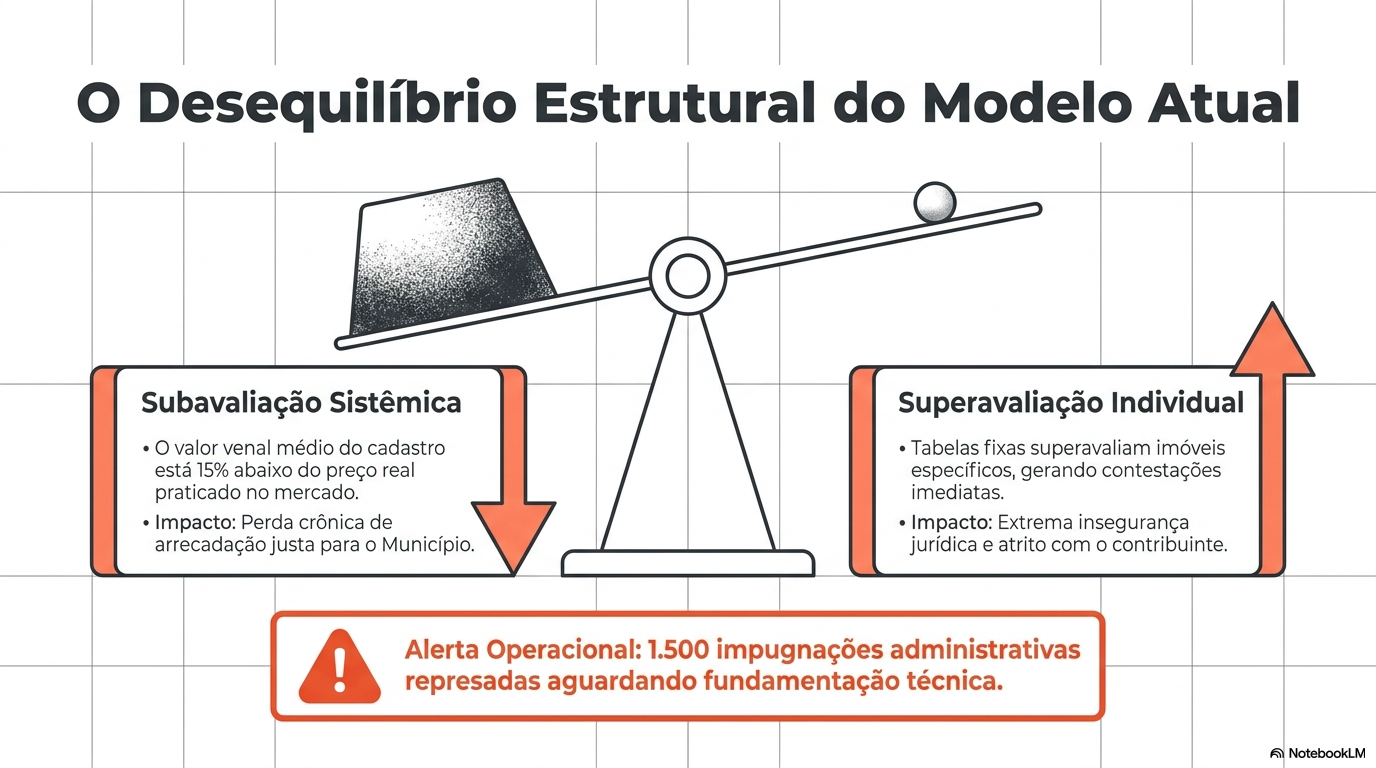 O Desequilíbrio Estrutural do Modelo Atual
Subavaliação Sistêmica
• O valor venal médio do cadastro
está 15% abaixo do preço real
praticado no mercado.
• Impacto: Perda crônica de
arrecadação justa para o Município.
Superavaliação Individual
• Tabelas fixas superavaliam imóveis
específicos, gerando contestações
imediatas.
• Impacto: Extrema insegurança
jurídica e atrito com o contribuinte.
Alerta Operacional: 1.500 impugnações administrativas
represadas aguardando fundamentação técnica.
NotebookLM